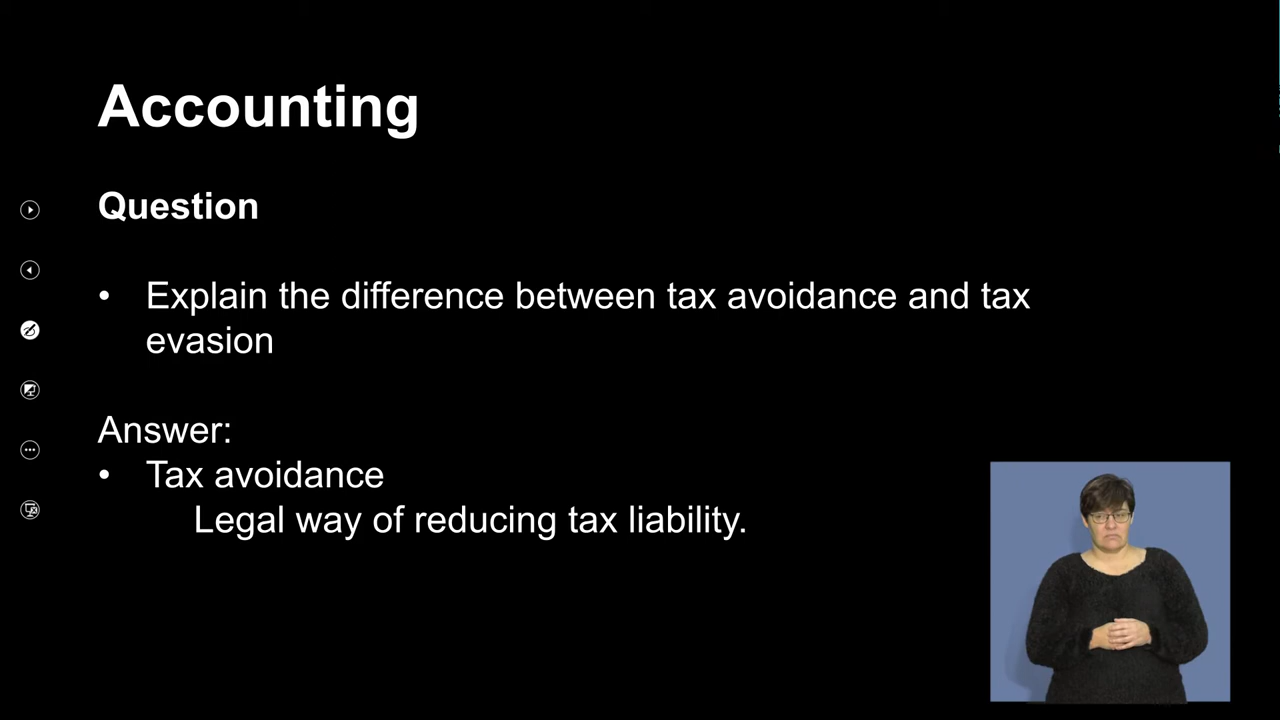 Accounting
Question
• Explain the difference between tax avoidance and tax
evasion
Answer:
• Tax avoidance
Legal way of reducing tax liability.